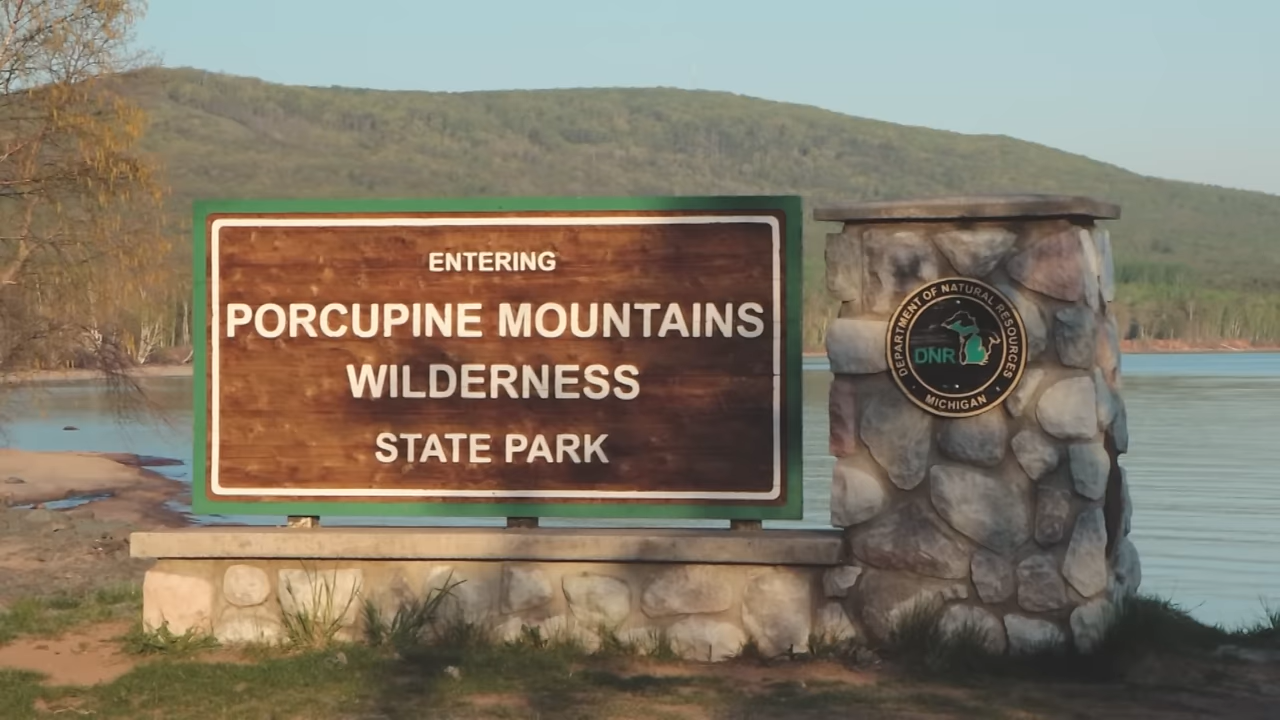 ENTERING
PORCUPINE MOUNTAINS
WILDERNESS
STATE PARK
DEPARTMENT OF NATURAL RESOURCES
DNR
MICHIGAN